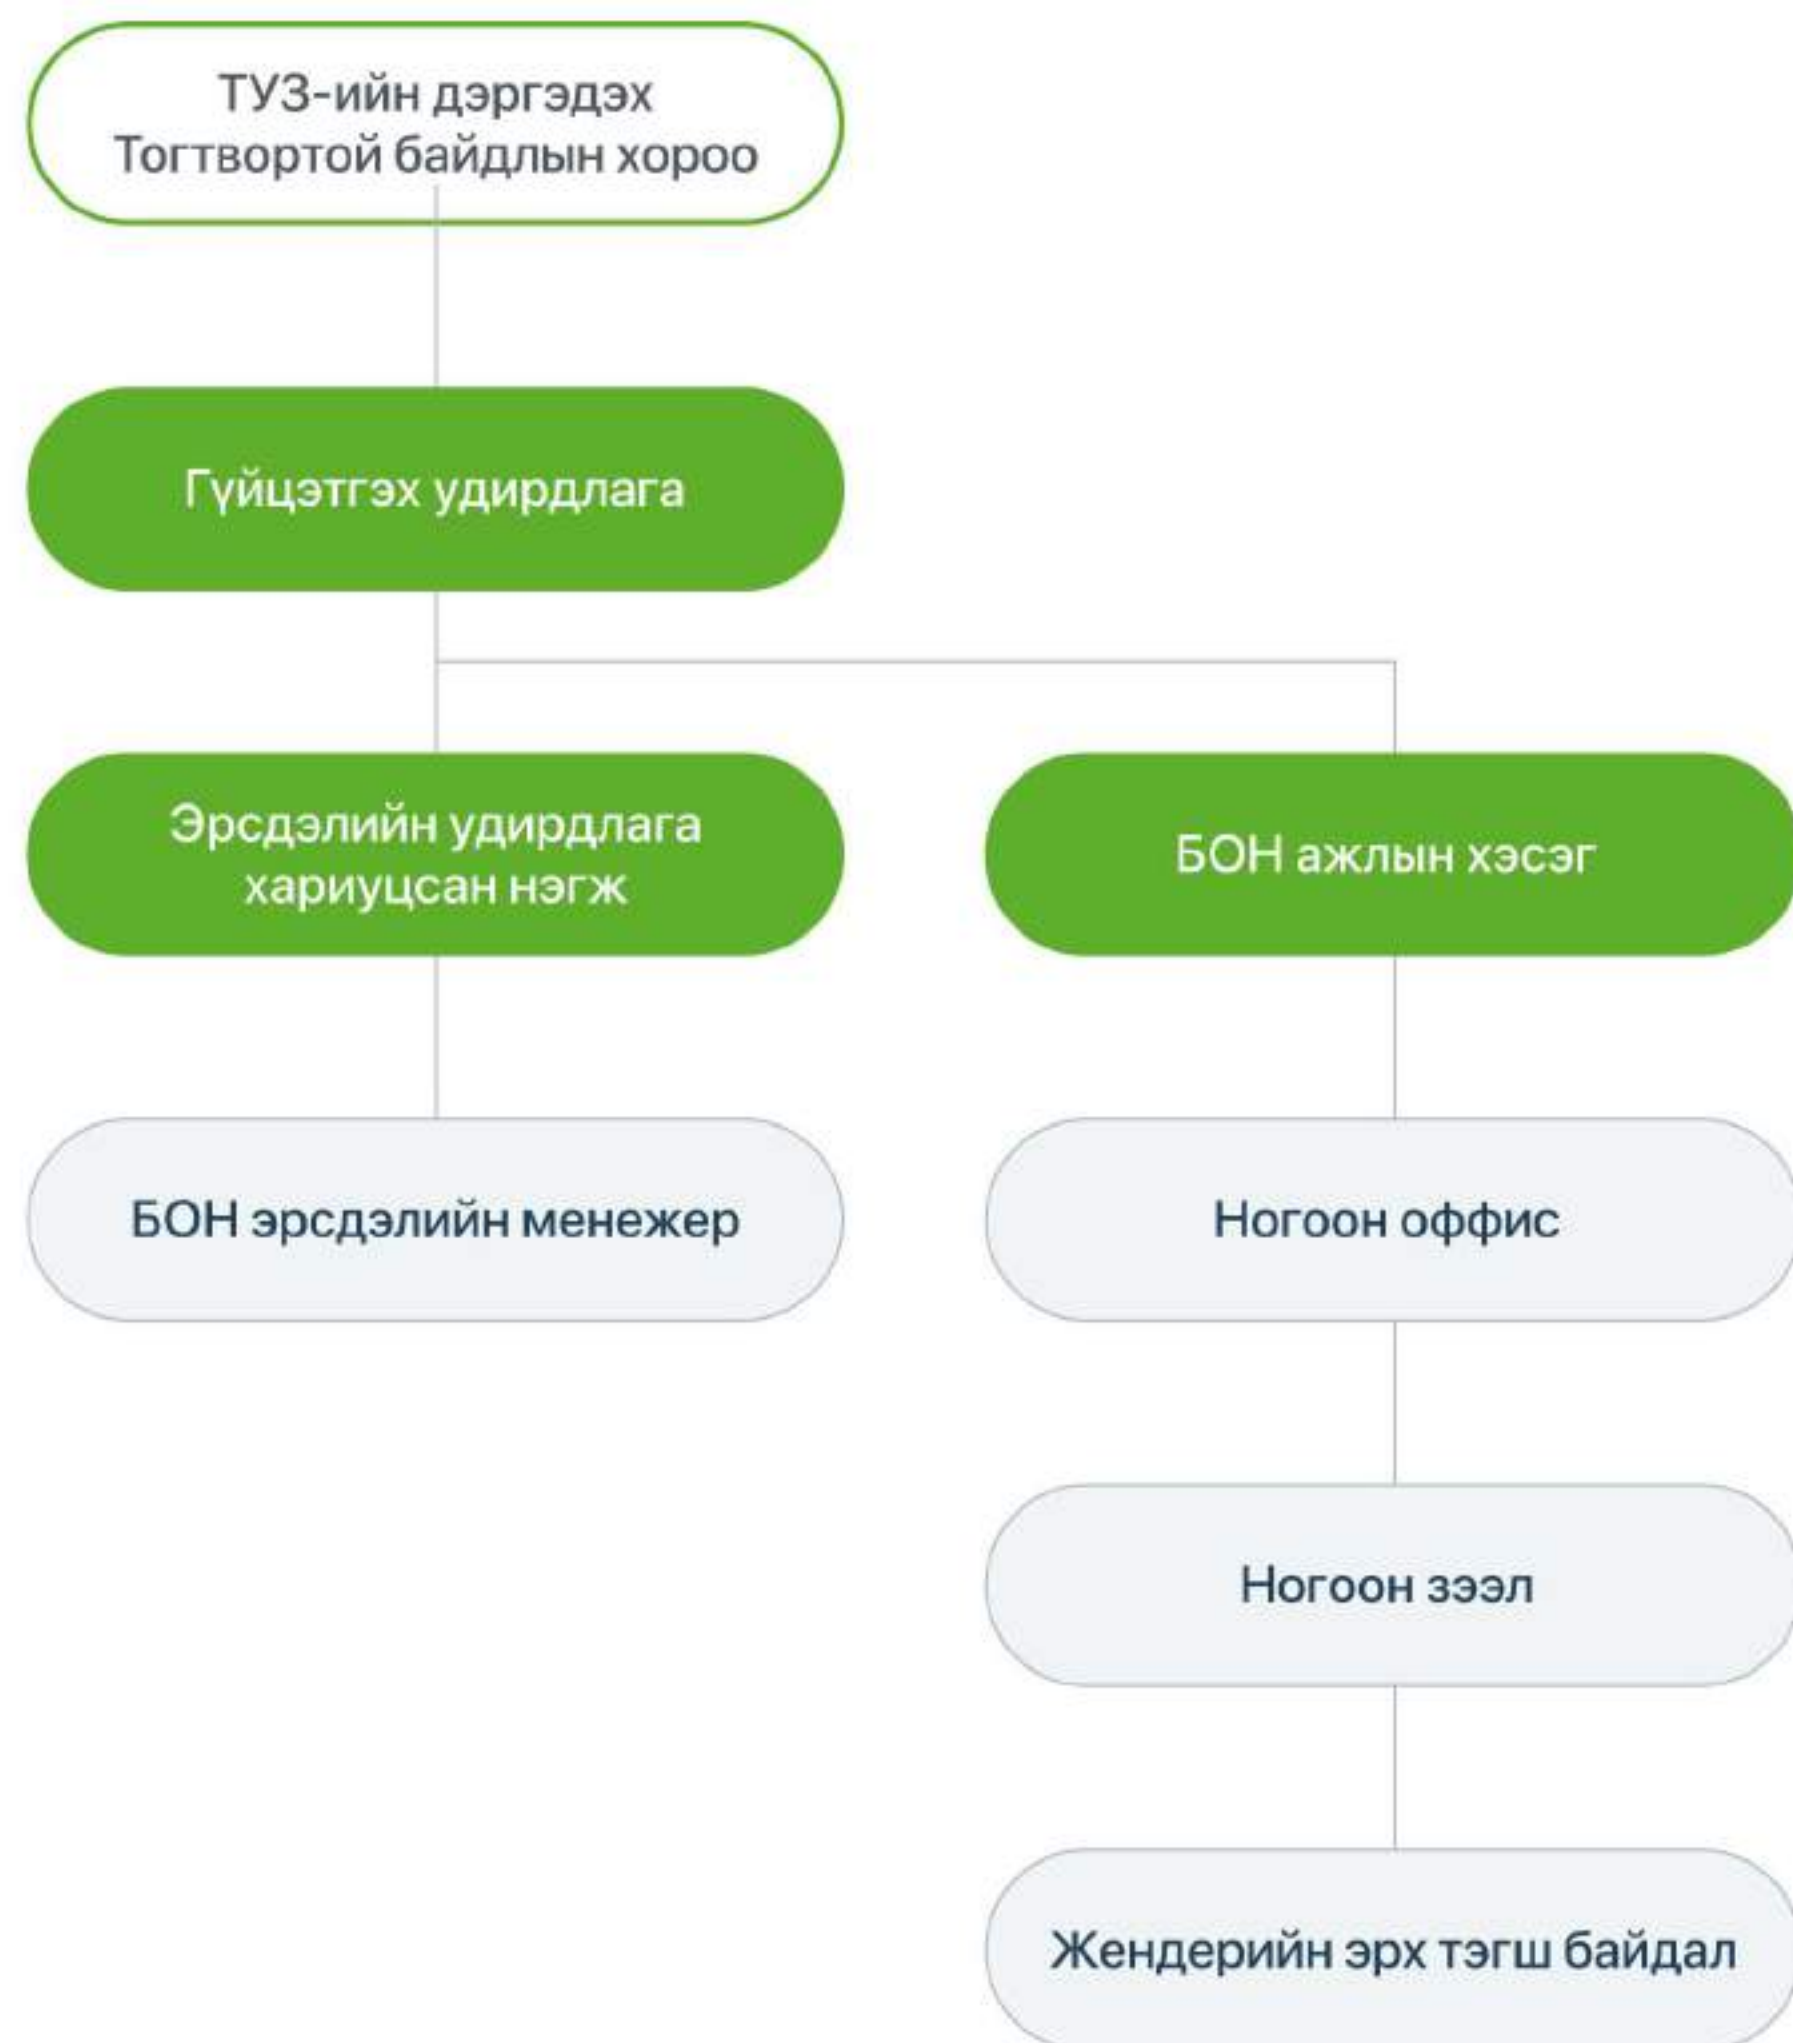 ТУЗ-ийн дэргэдэх
Тогтвортой байдлын хороо
Гүйцэтгэх удирдлага
Эрсдэлийн удирдлага
хариуцсан нэгж
БОН ажлын хэсэг
БОН эрсдэлийн менежер
Ногоон оффис
Ногоон зээл
Жендерийн эрх тэгш байдал